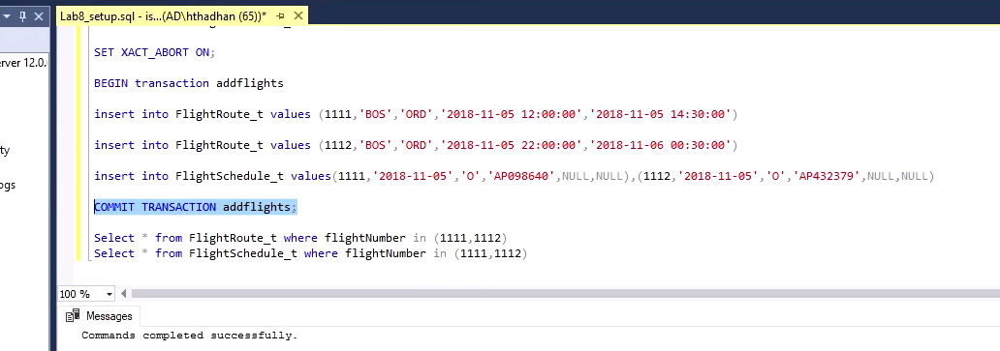 Lab8_setup.sql - is...(AD\hthadhan (65))*
erver 12.0.
SET XACT_ABORT ON;
BEGIN transaction addflights
insert into FlightRoute_t values (1111,'BOS','ORD','2018-11-05 12:00:00','2018-11-05 14:30:00')
insert into FlightRoute_t values (1112,'BOS','ORD','2018-11-05 22:00:00','2018-11-06 00:30:00')
ty
insert into FlightSchedule_t values(1111,'2018-11-05','O','AP098640',NULL,NULL),(1112,'2018-11-05','O','AP432379',NULL,NULL)
ogs
COMMIT TRANSACTION addflights;
Select * from FlightRoute_t where flightNumber in (1111,1112)
Select * from FlightSchedule_t where flightNumber in (1111,1112)
100 %
Messages
Commands completed successfully.